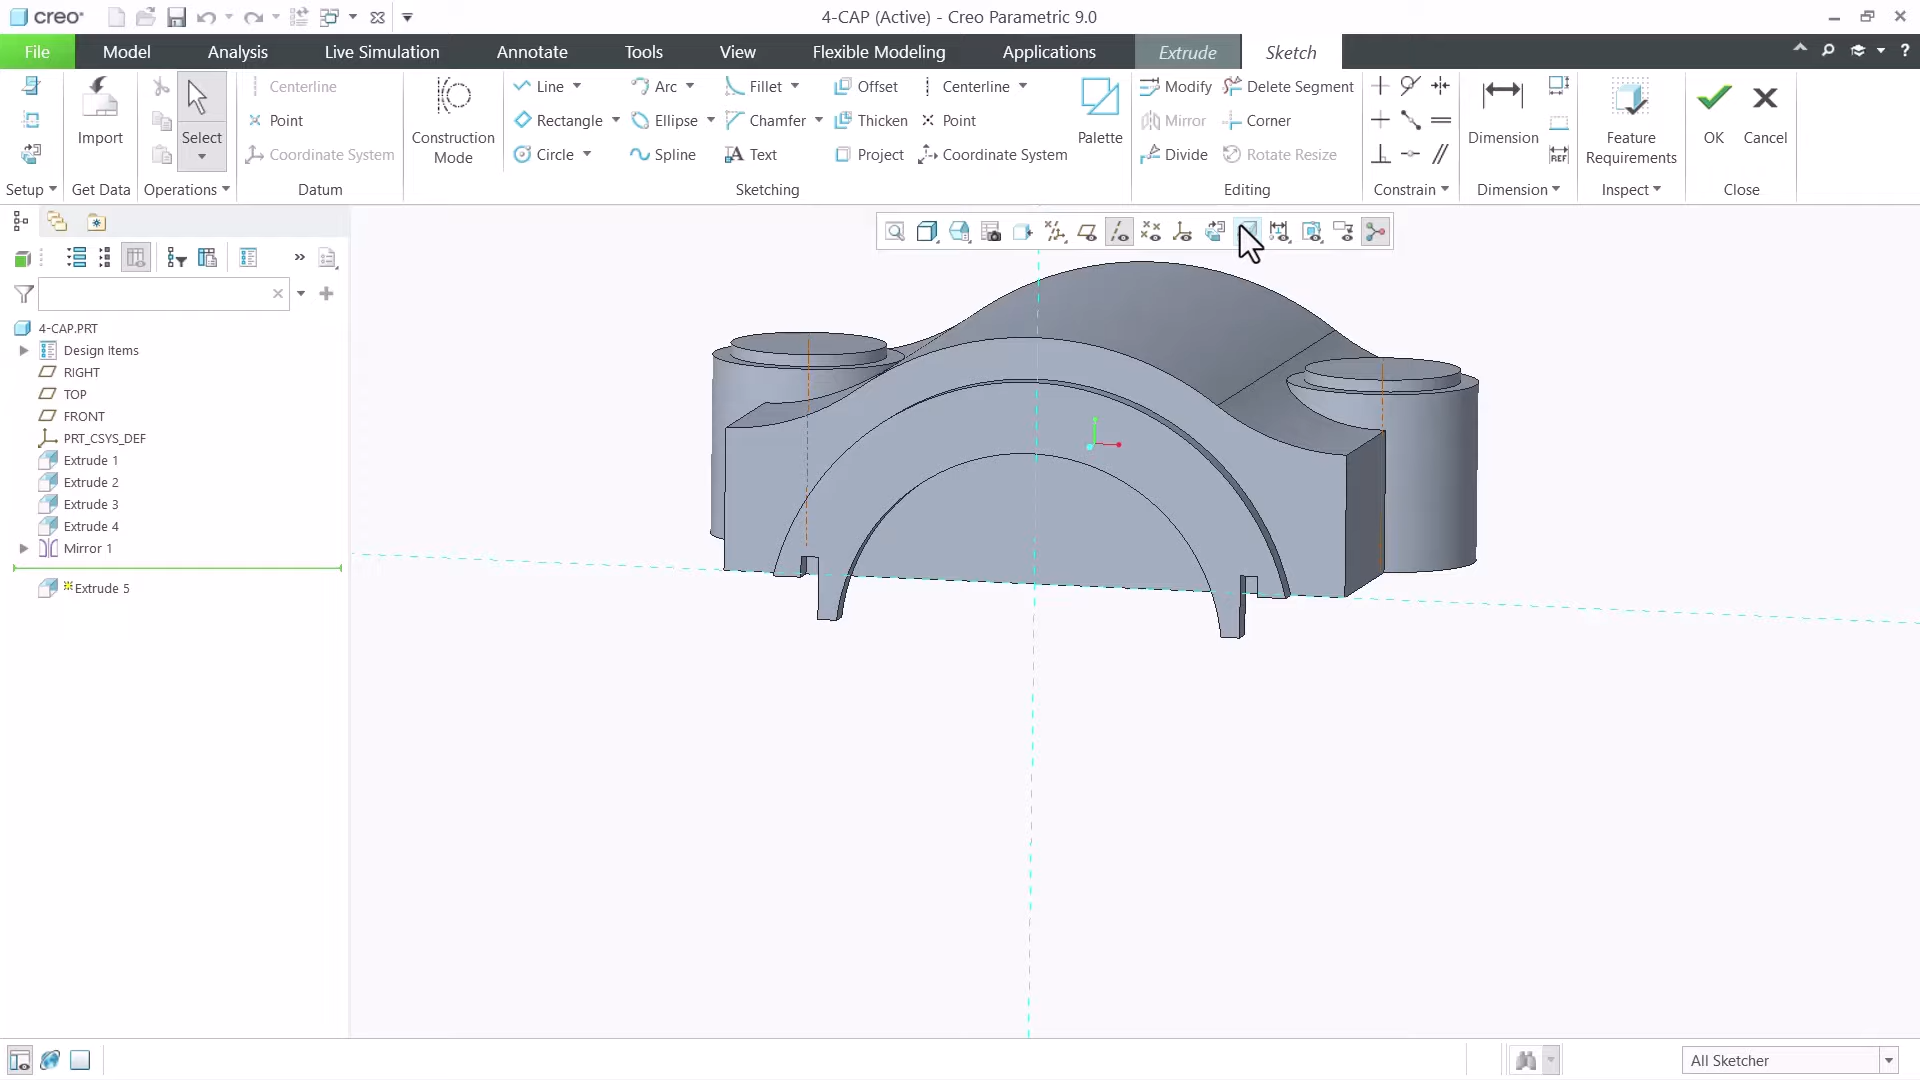 creo
4-CAP (Active) - Creo Parametric 9.0
File Model Analysis Live Simulation Annotate Tools View Flexible Modeling Applications Extrude Sketch
Import
Select
Centerline
Point
Coordinate System
Construction
Mode
Line Arc Fillet Offset Centerline
Rectangle Ellipse Chamfer Thicken Point
Circle Spline Text Project Coordinate System
Palette
Modify Delete Segment
Mirror Corner
Divide Rotate Resize
Dimension
REF
Feature
Requirements
OK
Cancel
Setup Get Data Operations Datum Sketching Editing Constrain Dimension Inspect Close
4-CAP.PRT
Design Items
RIGHT
TOP
FRONT
PRT_CSYS_DEF
Extrude 1
Extrude 2
Extrude 3
Extrude 4
Mirror 1
Extrude 5
All Sketcher